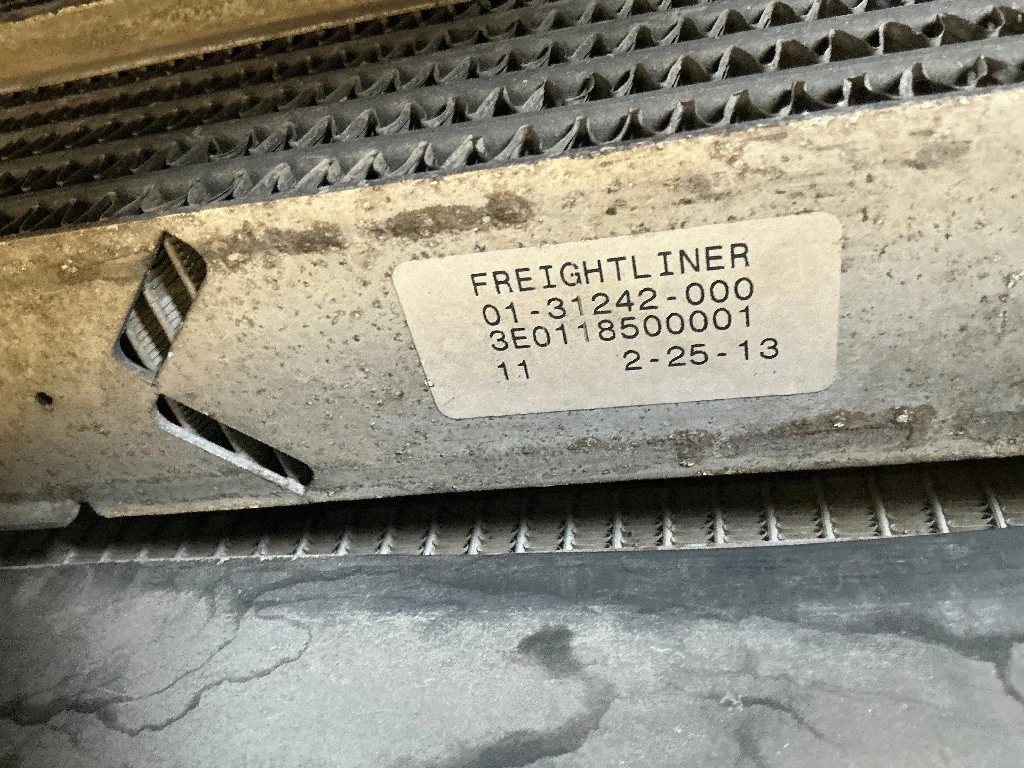 FREIGHTLINER
01-31242-000
3E0118500001
11 2-25-13